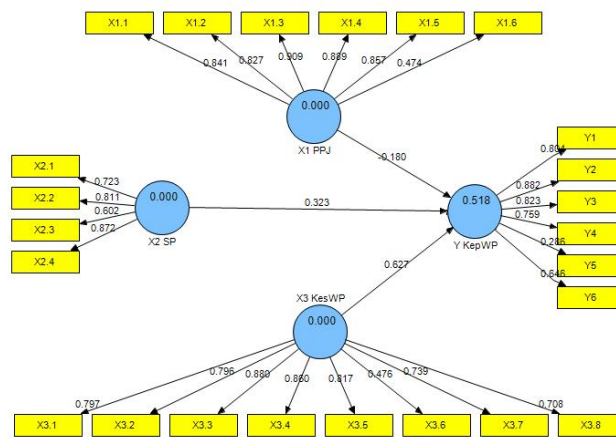 X1.1 X1.2 X1.3 X1.4 X1.5 X1.6
0.841 0.827 0.909 0.889 0.857 0.474
0.000
X1 PPJ
-0.180
X2.1
X2.2
X2.3
X2.4
0.723
0.811
0.602
0.872
0.000
X2 SP
0.323
0.518
Y KepWP
0.804
0.882
0.823
0.759
0.286
0.646
Y1
Y2
Y3
Y4
Y5
Y6
0.627
X3 KesWP
0.000
0.797 0.796 0.880 0.860 0.817 0.476 0.739 0.708
X3.1 X3.2 X3.3 X3.4 X3.5 X3.6 X3.7 X3.8